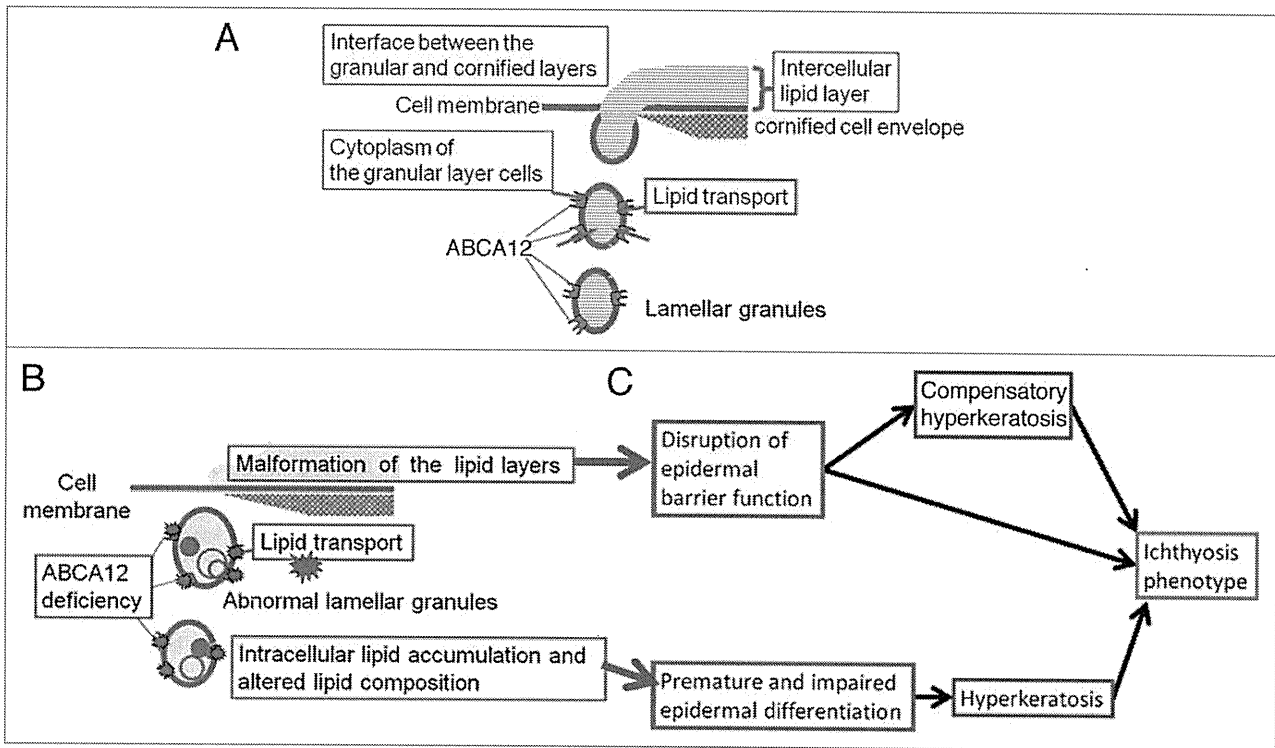 A
Interface between the
granular and cornified layers
Intercellular
lipid layer
Cell membrane
cornified cell envelope
Cytoplasm of
the granular layer cells
Lipid transport
ABCA12
Lamellar granules
B
Malformation of the lipid layers
Cell
membrane
Lipid transport
ABCA12
deficiency
Abnormal lamellar granules
Intracellular lipid accumulation and
altered lipid composition
C
Compensatory
hyperkeratosis
Disruption of
epidermal
barrier function
Ichthyosis
phenotype
Premature and impaired
epidermal differentiation
Hyperkeratosis